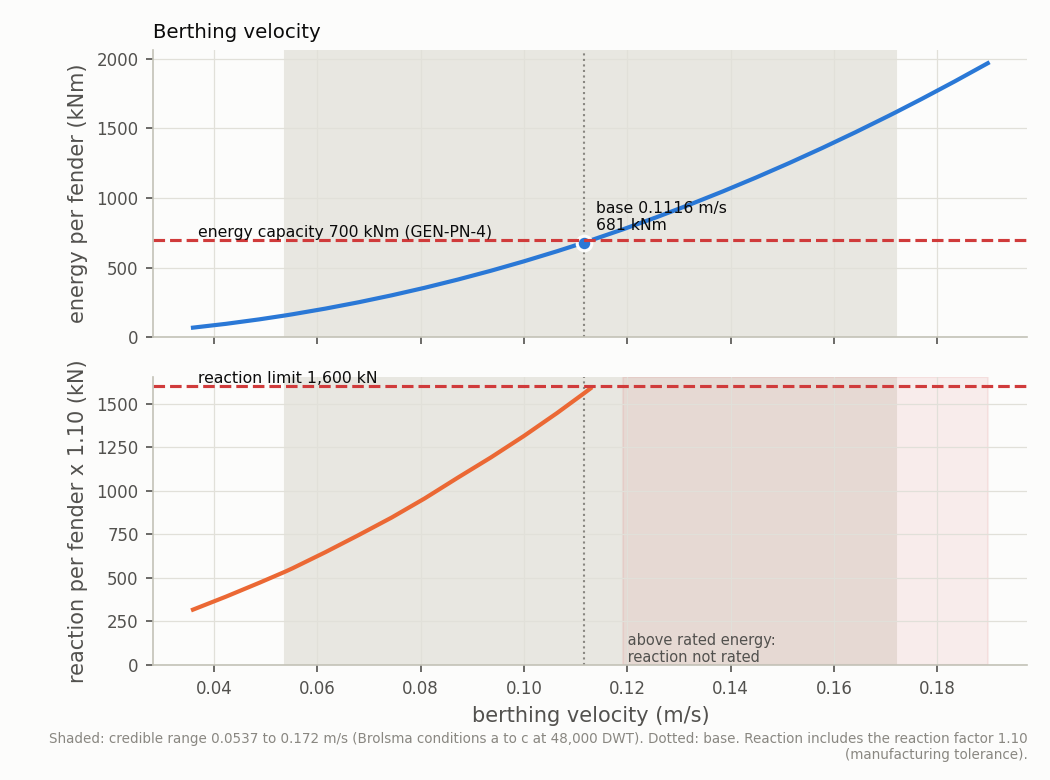 Berthing velocity
energy per fender (kNm)
2000
1500
1000
500
0
base 0.1116 m/s
681 kNm
energy capacity 700 kNm (GEN-PN-4)
reaction per fender x 1.10 (kN)
reaction limit 1,600 kN
1500
1250
1000
750
500
250
0
above rated energy:
reaction not rated
0.04
0.06
0.08
0.10
0.12
0.14
0.16
0.18
berthing velocity (m/s)
Shaded: credible range 0.0537 to 0.172 m/s (Brolsma conditions a to c at 48,000 DWT). Dotted: base. Reaction includes the reaction factor 1.10
(manufacturing tolerance).